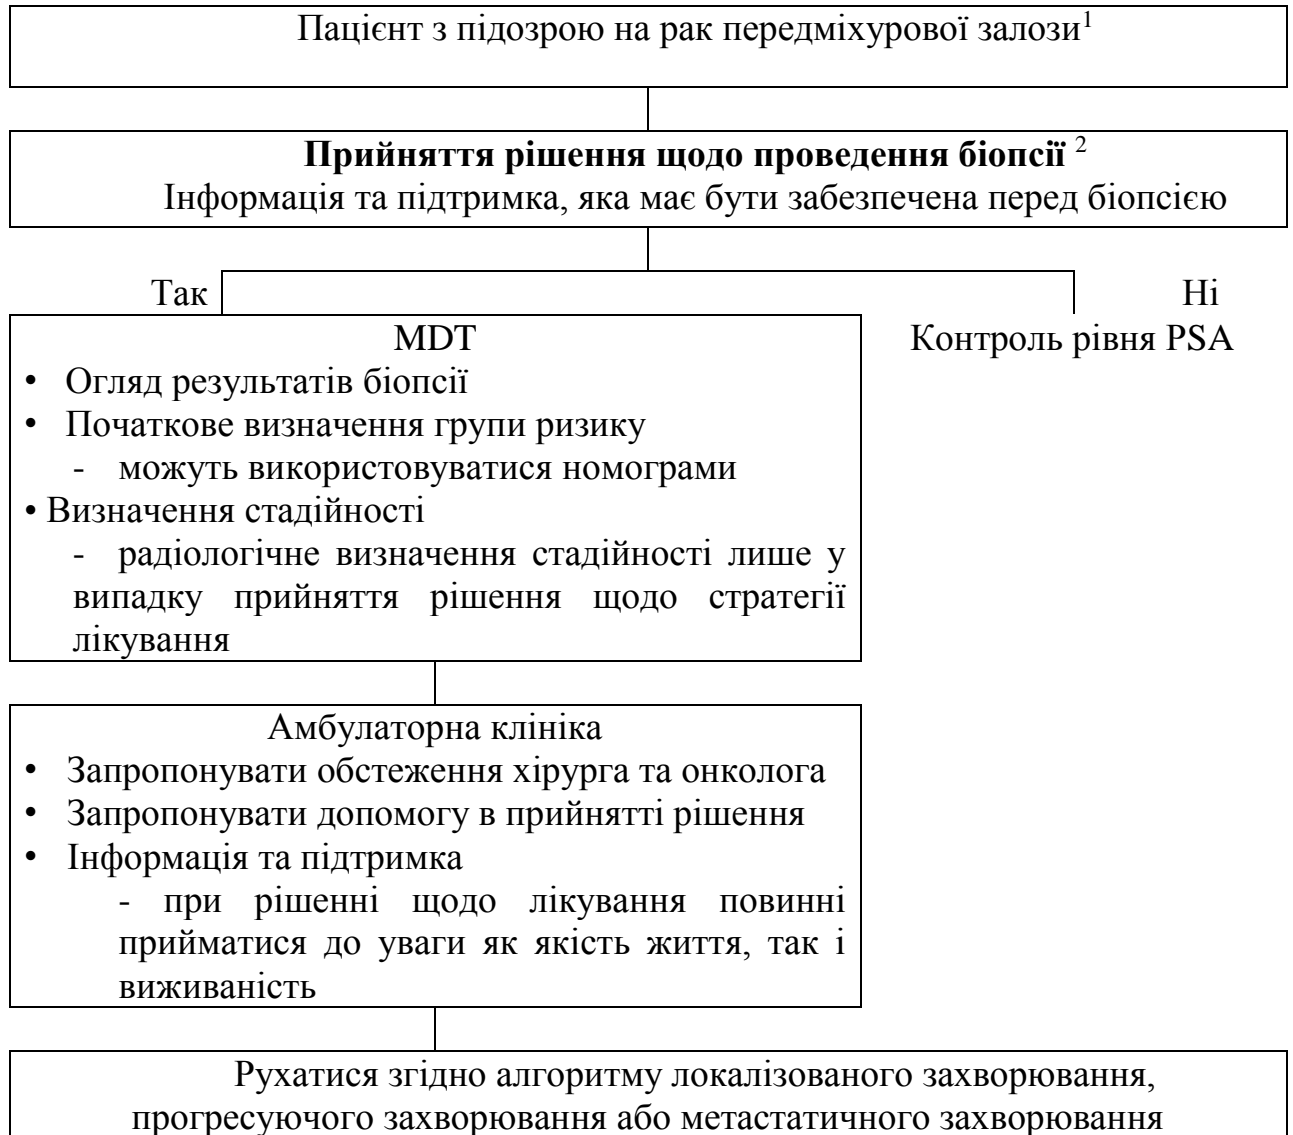 Пацієнт з підозрою на рак передміхурової залози¹
Прийняття рішення щодо проведення біопсії ²
Інформація та підтримка, яка має бути забезпечена перед біопсією
Так
Ні
MDT
Контроль рівня PSA
• Огляд результатів біопсії
• Початкове визначення групи ризику
- можуть використовуватися номограми
• Визначення стадійності
- радіологічне визначення стадійності лише у
випадку прийняття рішення щодо стратегії
лікування
Амбулаторна клініка
• Запропонувати обстеження хірурга та онколога
• Запропонувати допомогу в прийнятті рішення
• Інформація та підтримка
- при рішенні щодо лікування повинні
прийматися до уваги як якість життя, так і
виживаність
Рухатися згідно алгоритму локалізованого захворювання,
прогресуючого захворювання або метастатичного захворювання